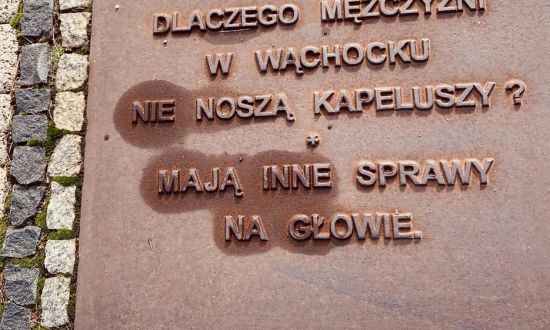 DLACZEGO MĘŻCZYŹNI
W WĄCHOCKU
NIE NOSZĄ KAPELUSZY?
*
MAJĄ INNE SPRAWY
NA GŁOWIE.